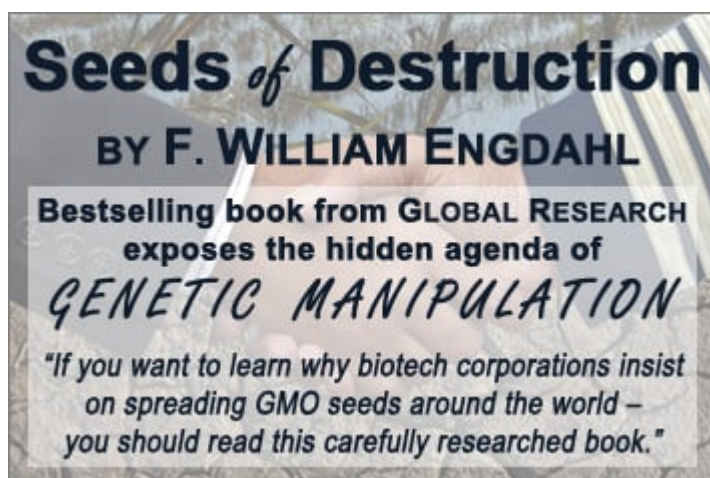 Seeds of Destruction
BY F. WILLIAM ENGDAHL
Bestselling book from GLOBAL RESEARCH
exposes the hidden agenda of
GENETIC MANIPULATION
“If you want to learn why biotech corporations insist
on spreading GMO seeds around the world –
you should read this carefully researched book.”